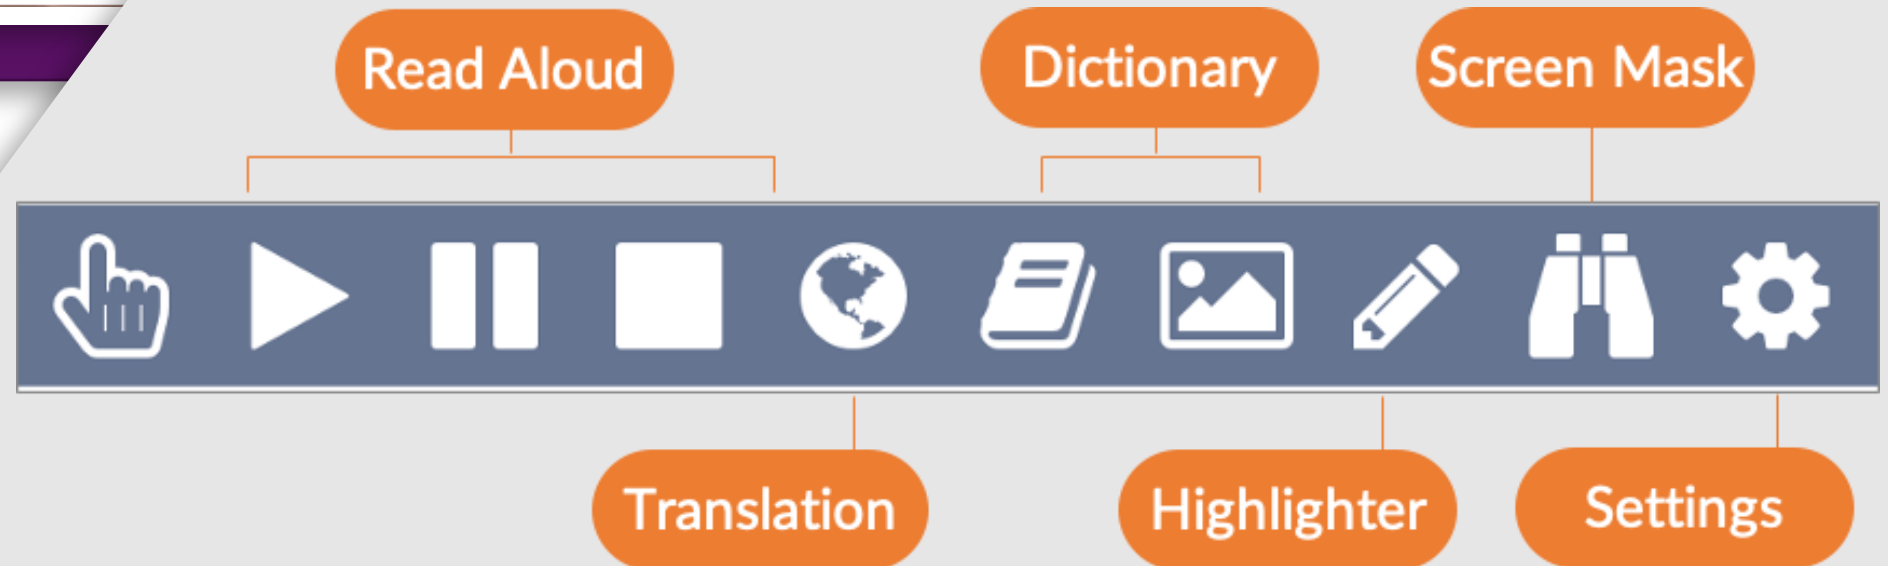 Read Aloud
Dictionary
Screen Mask
Translation
Highlighter
Settings